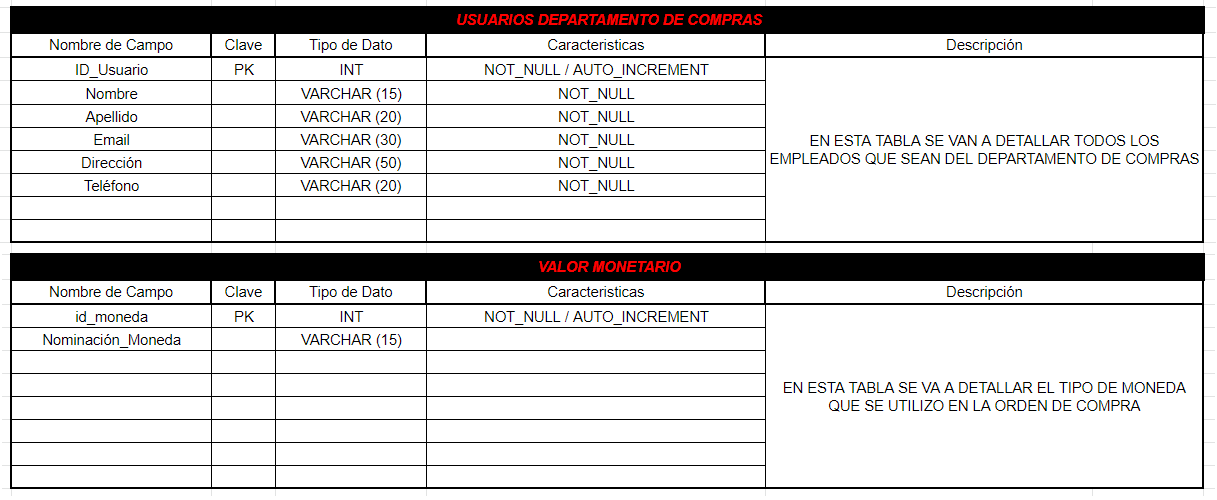 USUARIOS DEPARTAMENTO DE COMPRAS
Nombre de Campo Clave Tipo de Dato Caracteristicas Descripción
ID_Usuario PK INT NOT_NULL / AUTO_INCREMENT
Nombre VARCHAR (15) NOT_NULL
Apellido VARCHAR (20) NOT_NULL
Email VARCHAR (30) NOT_NULL
Dirección VARCHAR (50) NOT_NULL
Teléfono VARCHAR (20) NOT_NULL
EN ESTA TABLA SE VAN A DETALLAR TODOS LOS
EMPLEADOS QUE SEAN DEL DEPARTAMENTO DE COMPRAS
VALOR MONETARIO
Nombre de Campo Clave Tipo de Dato Caracteristicas Descripción
id_moneda PK INT NOT_NULL / AUTO_INCREMENT
Nominación_Moneda VARCHAR (15)
EN ESTA TABLA SE VA A DETALLAR EL TIPO DE MONEDA
QUE SE UTILIZO EN LA ORDEN DE COMPRA